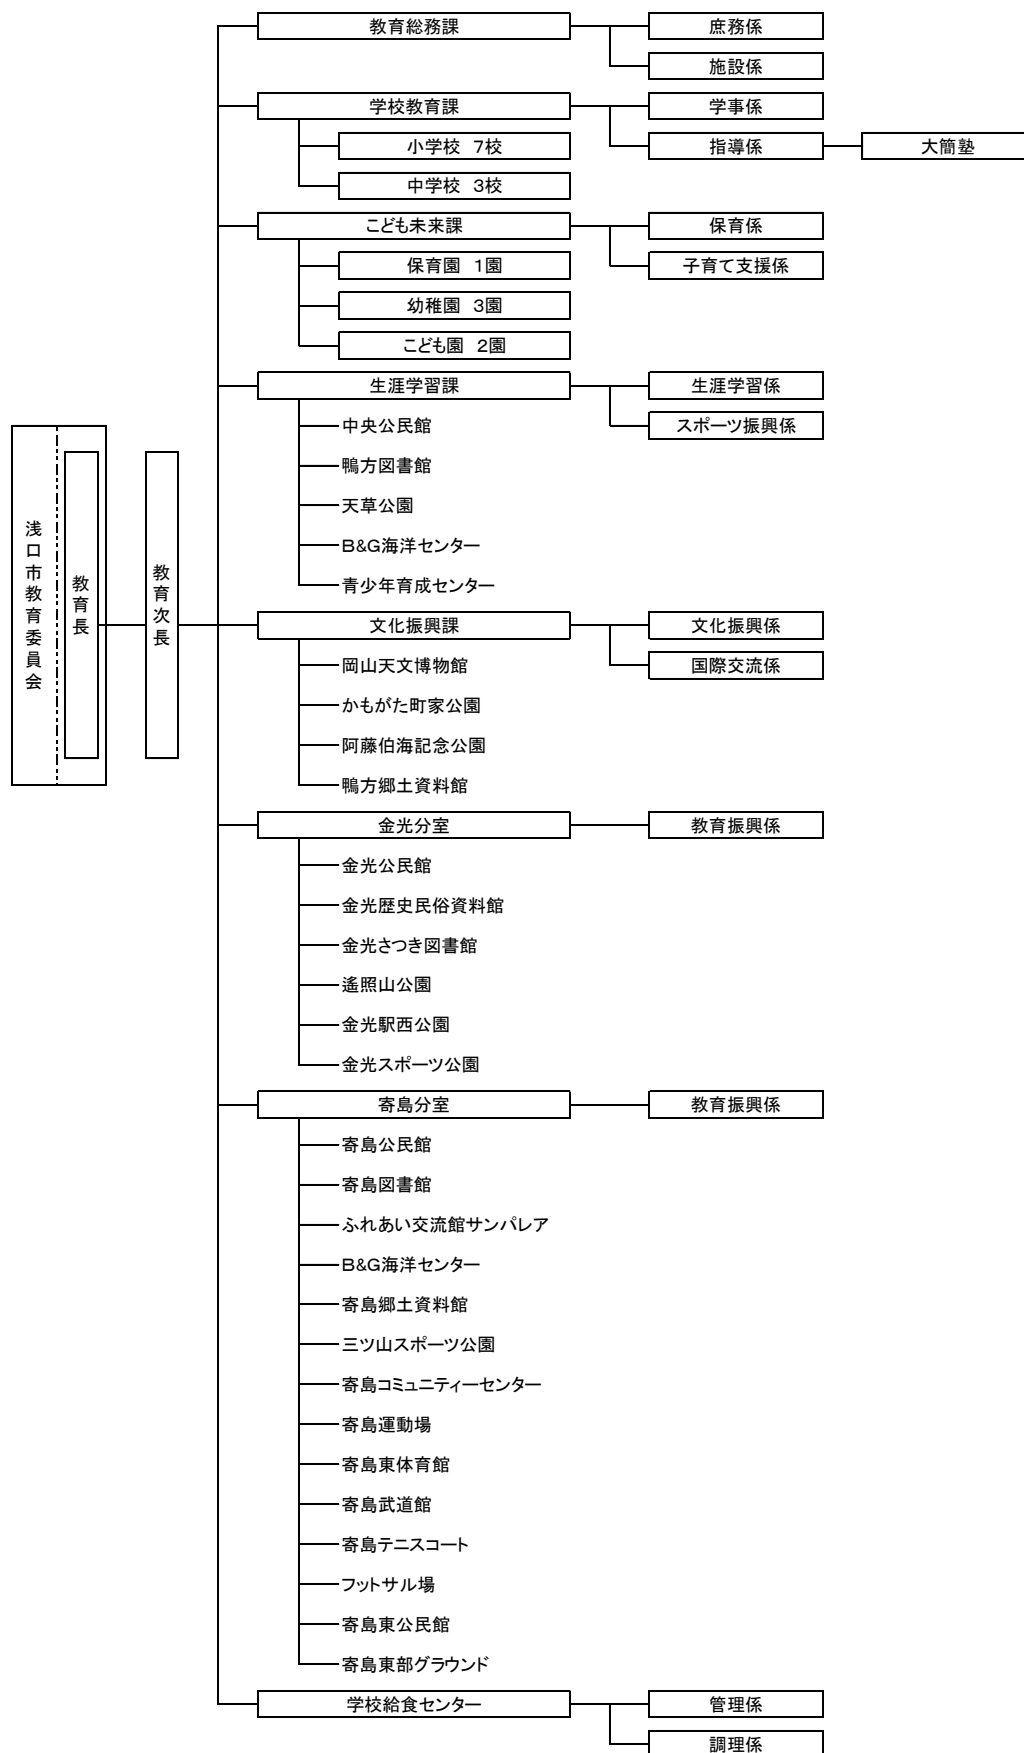 浅口市教育委員会
教育長
教育次長
教育総務課
庶務係
施設係
学校教育課
学事係
小学校　7校
指導係
大簡塾
中学校　3校
こども未来課
保育係
保育園　1園
子育て支援係
幼稚園　3園
こども園　2園
生涯学習課
生涯学習係
中央公民館
スポーツ振興係
鴨方図書館
天草公園
B&G海洋センター
青少年育成センター
文化振興課
文化振興係
岡山天文博物館
国際交流係
かもがた町家公園
阿藤伯海記念公園
鴨方郷土資料館
金光分室
教育振興係
金光公民館
金光歴史民俗資料館
金光さつき図書館
遙照山公園
金光駅西公園
金光スポーツ公園
寄島分室
教育振興係
寄島公民館
寄島図書館
ふれあい交流館サンパレア
B&G海洋センター
寄島郷土資料館
三ツ山スポーツ公園
寄島コミュニティーセンター
寄島運動場
寄島東体育館
寄島武道館
寄島テニスコート
フットサル場
寄島東公民館
寄島東部グラウンド
学校給食センター
管理係
調理係